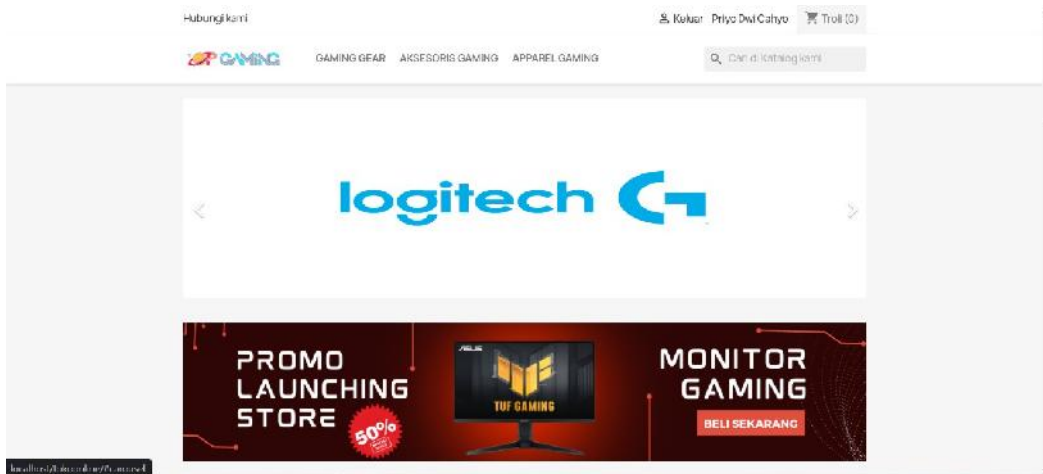 Hubungi kami
Keluar Priyo Dwi Cahyo Troli (0)
GAMING
GAMING GEAR AKSESORIS GAMING APPAREL GAMING
Cari di Katalog kami
logitech G
PROMO
LAUNCHING
STORE
50%
ASUS
TUF GAMING
MONITOR
GAMING
BELI SEKARANG